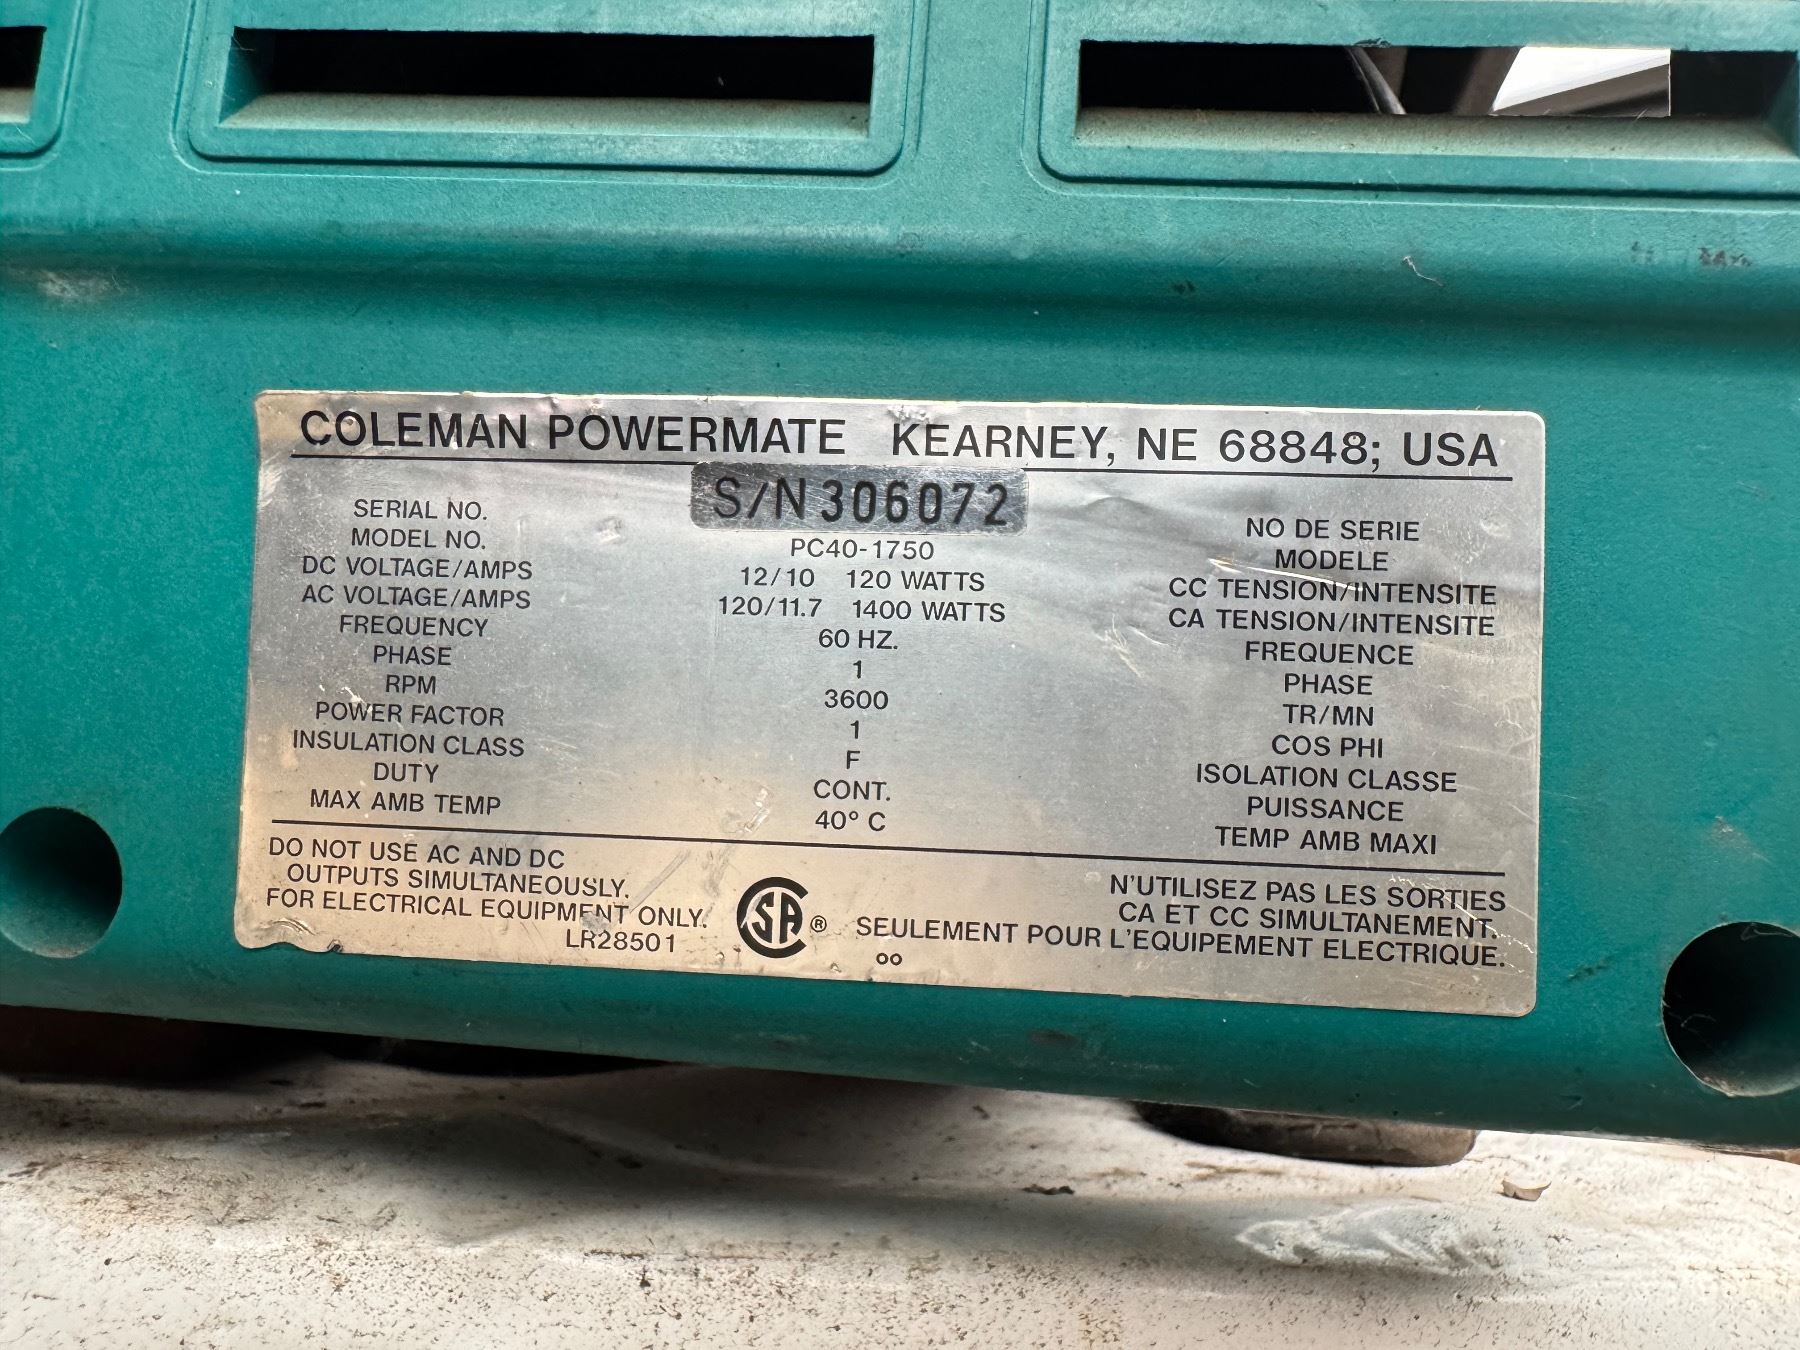 COLEMAN POWERMATE KEARNEY, NE 68848; USA
S/N 306072
SERIAL NO. NO DE SERIE
MODEL NO. PC40-1750 MODELE
DC VOLTAGE/AMPS 12/10 120 WATTS CC TENSION/INTENSITE
AC VOLTAGE/AMPS 120/11.7 1400 WATTS CA TENSION/INTENSITE
FREQUENCY 60 HZ. FREQUENCE
PHASE 1 PHASE
RPM 3600 TR/MN
POWER FACTOR 1 COS PHI
INSULATION CLASS F ISOLATION CLASSE
DUTY CONT. PUISSANCE
MAX AMB TEMP 40° C TEMP AMB MAXI
DO NOT USE AC AND DC
OUTPUTS SIMULTANEOUSLY.
FOR ELECTRICAL EQUIPMENT ONLY.
LR28501
CSA ®
N'UTILISEZ PAS LES SORTIES
CA ET CC SIMULTANEMENT.
SEULEMENT POUR L'EQUIPEMENT ELECTRIQUE.
oo